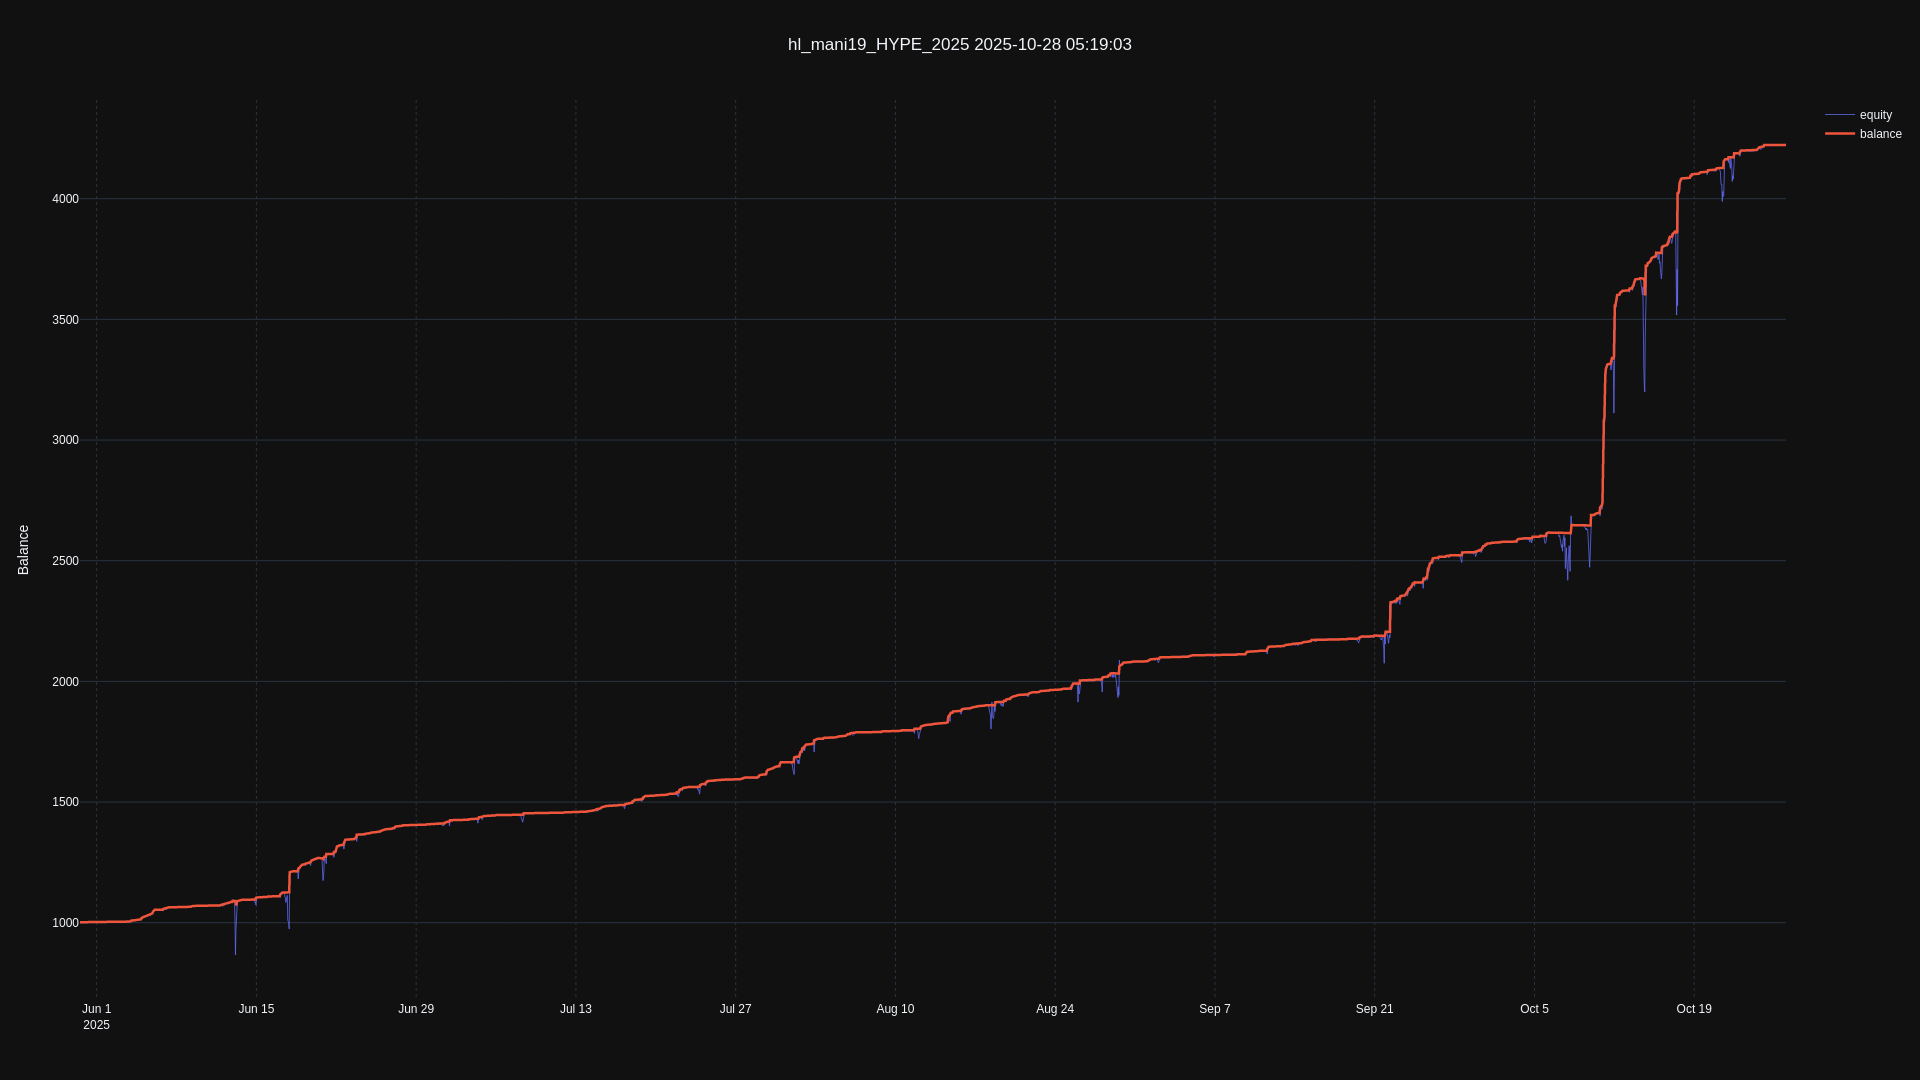 hl_mani19_HYPE_2025 2025-10-28 05:19:03
equity
balance
Balance
4000
3500
3000
2500
2000
1500
1000
Jun 1
2025
Jun 15
Jun 29
Jul 13
Jul 27
Aug 10
Aug 24
Sep 7
Sep 21
Oct 5
Oct 19